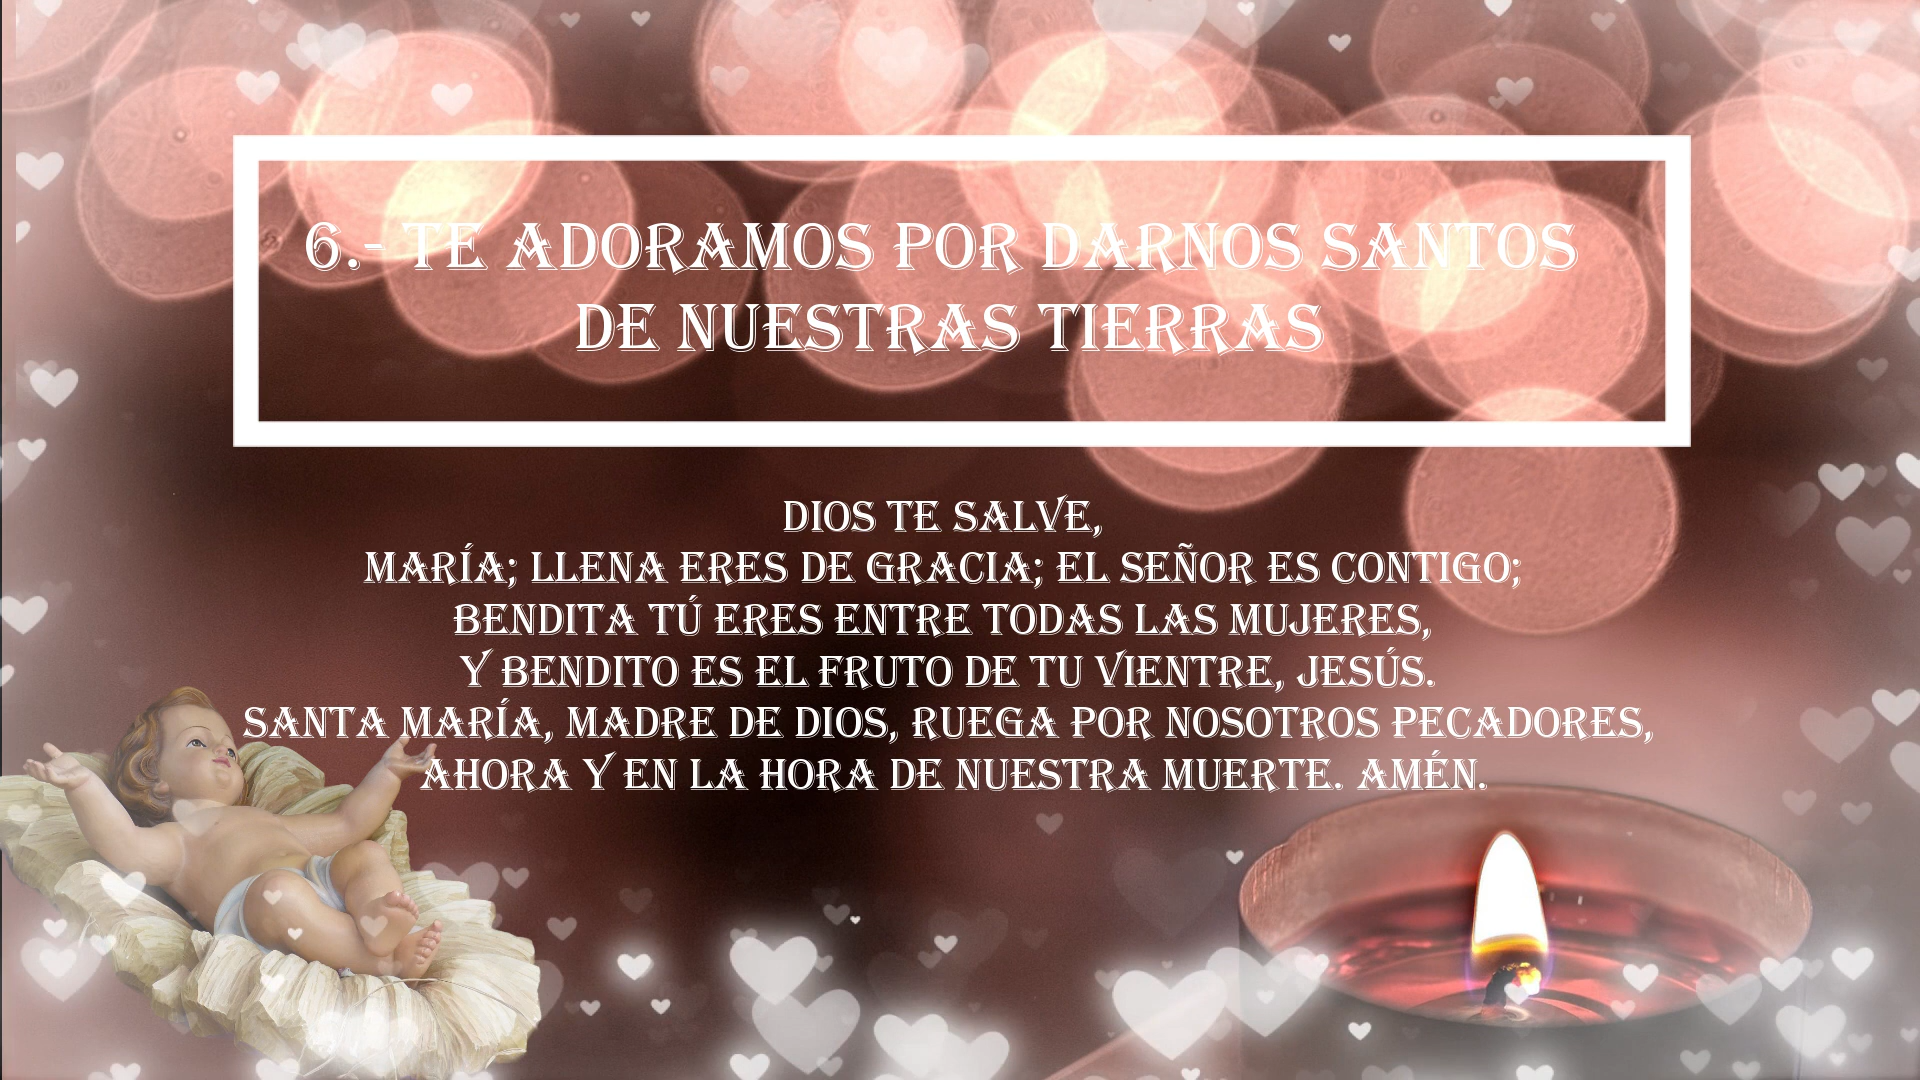 6.- TE ADORAMOS POR DARNOS SANTOS
DE NUESTRAS TIERRAS
DIOS TE SALVE,
MARÍA; LLENA ERES DE GRACIA; EL SEÑOR ES CONTIGO;
BENDITA TÚ ERES ENTRE TODAS LAS MUJERES,
Y BENDITO ES EL FRUTO DE TU VIENTRE, JESÚS.
SANTA MARÍA, MADRE DE DIOS, RUEGA POR NOSOTROS PECADORES,
AHORA Y EN LA HORA DE NUESTRA MUERTE. AMÉN.